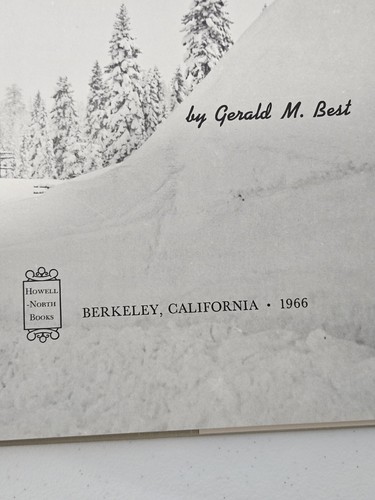 by Gerald M. Best
HOWELL
-NORTH
BOOKS
BERKELEY, CALIFORNIA • 1966